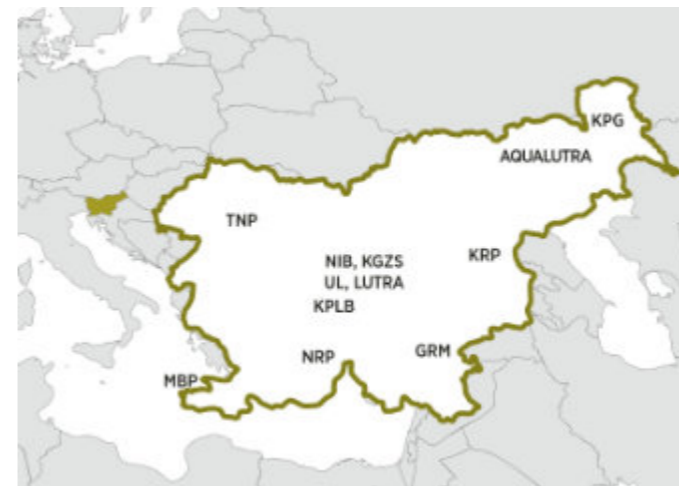 KPG
AQUALUTRA
TNP
KRP
NIB, KGZS
UL, LUTRA
KPLB
GRM
NRP
MBP